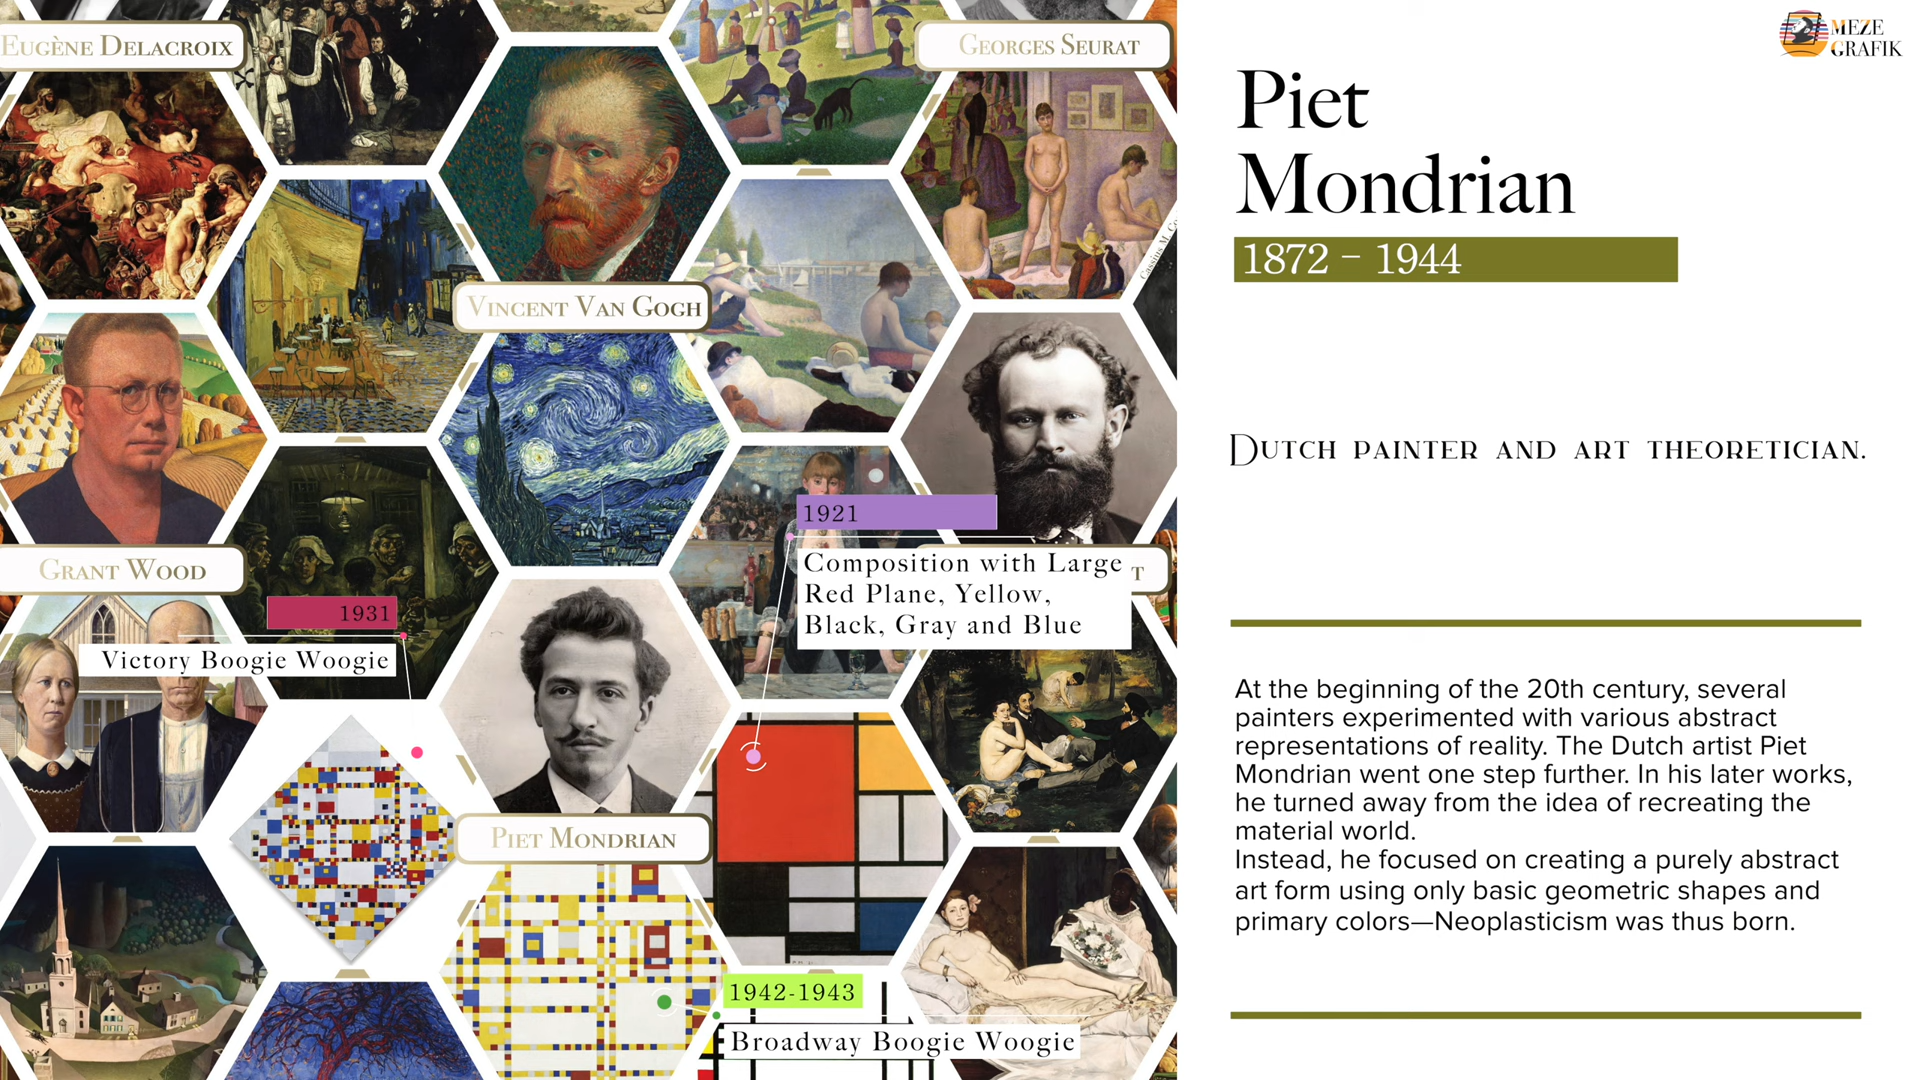 EUGÈNE DELACROIX
GEORGES SEURAT
MEZE
GRAFIK
Piet
Mondrian
1872 – 1944
VINCENT VAN GOGH
DUTCH PAINTER AND ART THEORETICIAN.
1921
Composition with Large
Red Plane, Yellow,
Black, Gray and Blue
T
GRANT WOOD
1931
Victory Boogie Woogie
PIET MONDRIAN
1942-1943
Broadway Boogie Woogie
At the beginning of the 20th century, several
painters experimented with various abstract
representations of reality. The Dutch artist Piet
Mondrian went one step further. In his later works,
he turned away from the idea of recreating the
material world.
Instead, he focused on creating a purely abstract
art form using only basic geometric shapes and
primary colors—Neoplasticism was thus born.